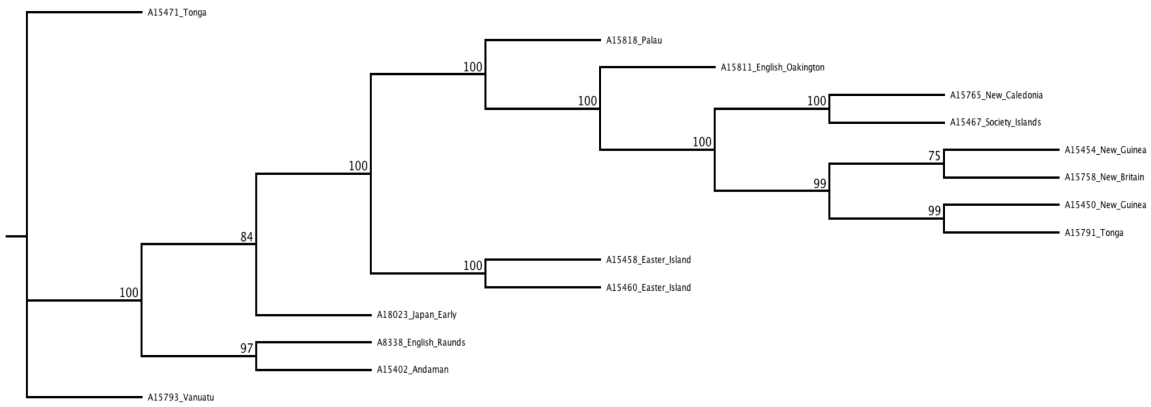 A15471_Tonga
A15818_Palau
100
A15811_English_Oakington
100
A15765_New_Caledonia
100
A15467_Society_Islands
100
A15454_New_Guinea
75
100
A15758_New_Britain
99
A15450_New_Guinea
99
A15791_Tonga
84
A15458_Easter_Island
100
A15460_Easter_Island
100
A18023_Japan_Early
A8338_English_Raunds
97
A15402_Andaman
A15793_Vanuatu